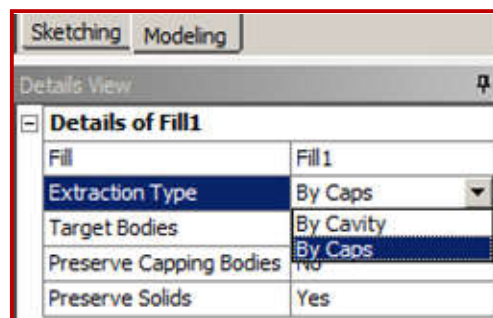 Sketching Modeling
Details View
Details of Fill1
Fill Fill1
Extraction Type By Caps
Target Bodies By Cavity
By Caps
Preserve Capping Bodies No
Preserve Solids Yes